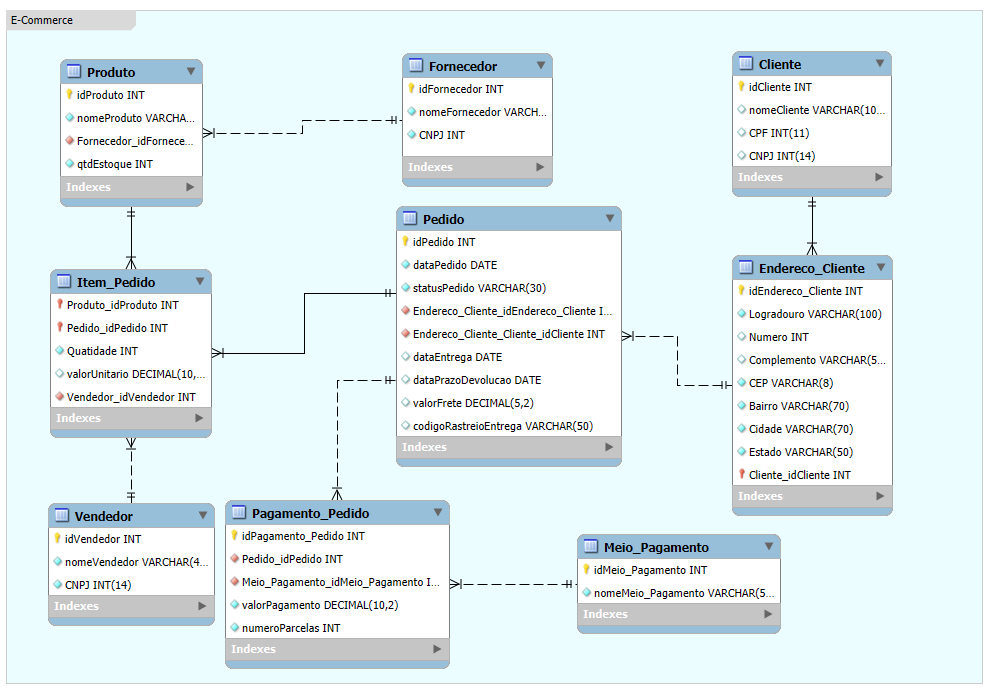 E-Commerce
Produto
idProduto INT
nomeProduto VARCHA...
Fornecedor_idFornece...
qtdEstoque INT
Indexes
Fornecedor
idFornecedor INT
nomeFornecedor VARCH...
CNPJ INT
Indexes
Cliente
idCliente INT
nomeCliente VARCHAR(10...
CPF INT(11)
CNPJ INT(14)
Indexes
Item_Pedido
Produto_idProduto INT
Pedido_idPedido INT
Quatidade INT
valorUnitario DECIMAL(10,...
Vendedor_idVendedor INT
Indexes
Pedido
idPedido INT
dataPedido DATE
statusPedido VARCHAR(30)
Endereco_Cliente_idEndereco_Cliente I...
Endereco_Cliente_Cliente_idCliente INT
dataEntrega DATE
dataPrazoDevolucao DATE
valorFrete DECIMAL(5,2)
codigoRastreioEntrega VARCHAR(50)
Indexes
Endereco_Cliente
idEndereco_Cliente INT
Logradouro VARCHAR(100)
Numero INT
Complemento VARCHAR(5...
CEP VARCHAR(8)
Bairro VARCHAR(70)
Cidade VARCHAR(70)
Estado VARCHAR(50)
Cliente_idCliente INT
Indexes
Vendedor
idVendedor INT
nomeVendedor VARCHAR(4...
CNPJ INT(14)
Indexes
Pagamento_Pedido
idPagamento_Pedido INT
Pedido_idPedido INT
Meio_Pagamento_idMeio_Pagamento I...
valorPagamento DECIMAL(10,2)
numeroParcelas INT
Indexes
Meio_Pagamento
idMeio_Pagamento INT
nomeMeio_Pagamento VARCHAR(5...
Indexes